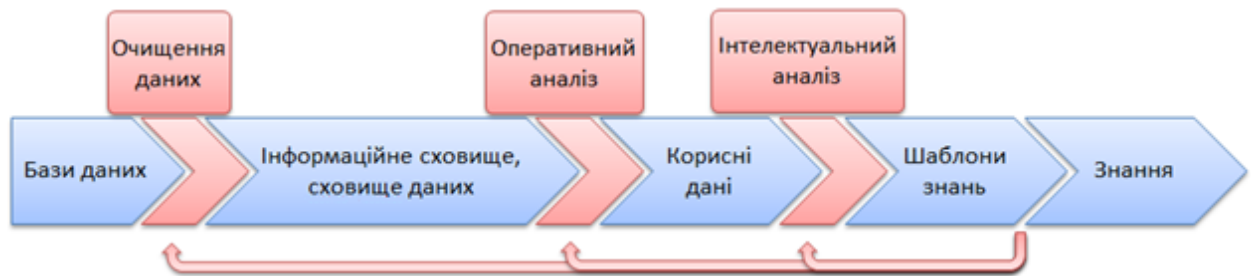 Очищення
даних
Оперативний
аналіз
Інтелектуальний
аналіз
Бази даних
Інформаційне сховище,
сховище даних
Корисні
дані
Шаблони
знань
Знання